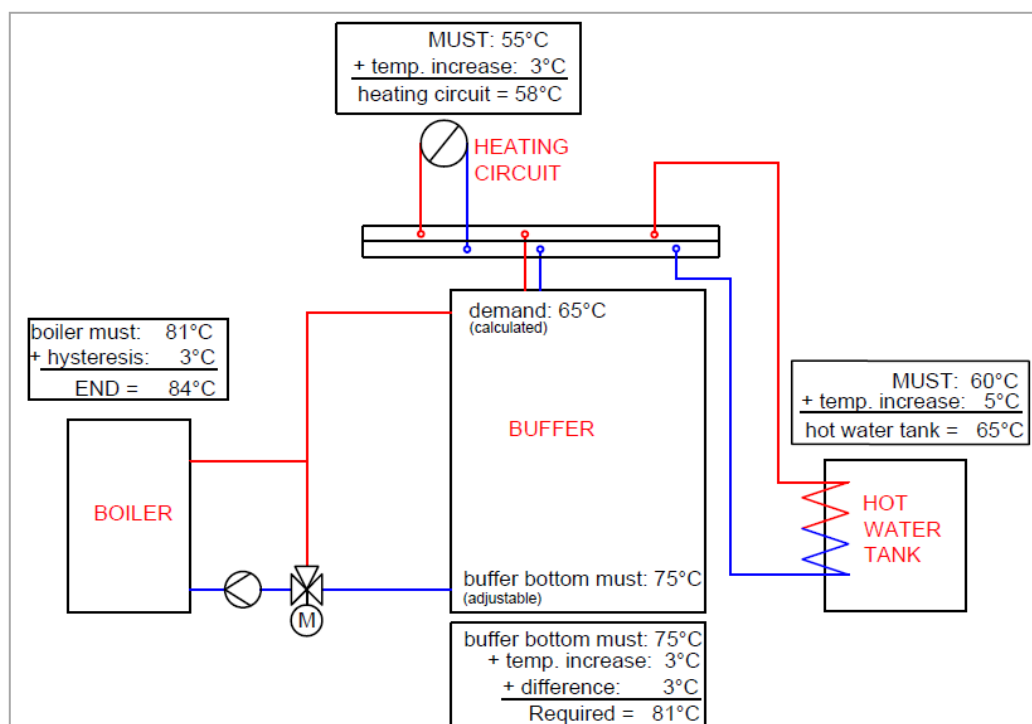 MUST: 55°C
+ temp. increase: 3°C
heating circuit = 58°C
HEATING
CIRCUIT
demand: 65°C
(calculated)
boiler must: 81°C
+ hysteresis: 3°C
END = 84°C
MUST: 60°C
+ temp. increase: 5°C
hot water tank = 65°C
BUFFER
BOILER
HOT
WATER
TANK
buffer bottom must: 75°C
(adjustable)
M
buffer bottom must: 75°C
+ temp. increase: 3°C
+ difference: 3°C
Required = 81°C